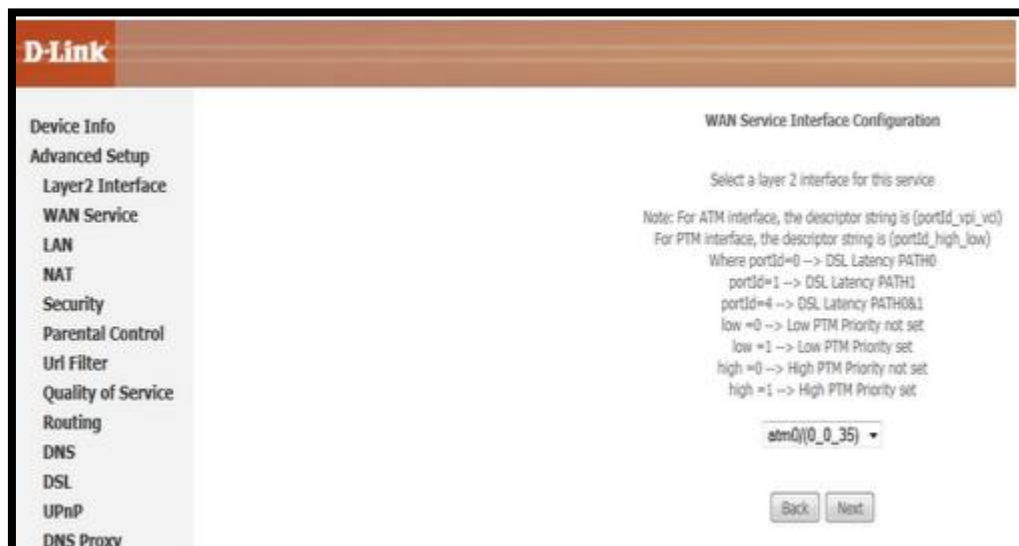 D-Link
Device Info
Advanced Setup
Layer2 Interface
WAN Service
LAN
NAT
Security
Parental Control
Url Filter
Quality of Service
Routing
DNS
DSL
UPnP
DNS Proxy
WAN Service Interface Configuration
Select a layer 2 interface for this service
Note: For ATM interface, the descriptor string is (portId_vpi_vci)
For PTM interface, the descriptor string is (portId_high_low)
Where portId=0 --> DSL Latency PATH0
portId=1 --> DSL Latency PATH1
portId=4 --> DSL Latency PATH0&1
low =0 --> Low PTM Priority not set
low =1 --> Low PTM Priority set
high =0 --> High PTM Priority not set
high =1 --> High PTM Priority set
atm0/(0_0_35)
Back Next